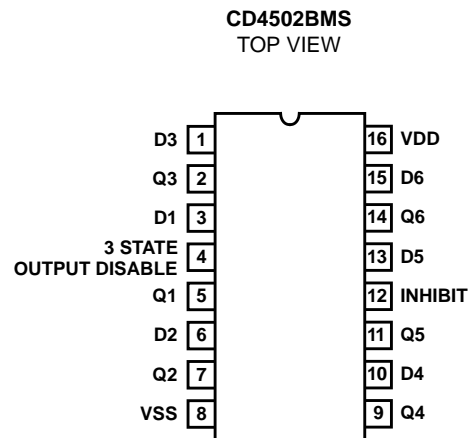 CD4502BMS
TOP VIEW
D3 1
Q3 2
D1 3
3 STATE
OUTPUT DISABLE 4
Q1 5
D2 6
Q2 7
VSS 8
16 VDD
15 D6
14 Q6
13 D5
12 INHIBIT
11 Q5
10 D4
9 Q4